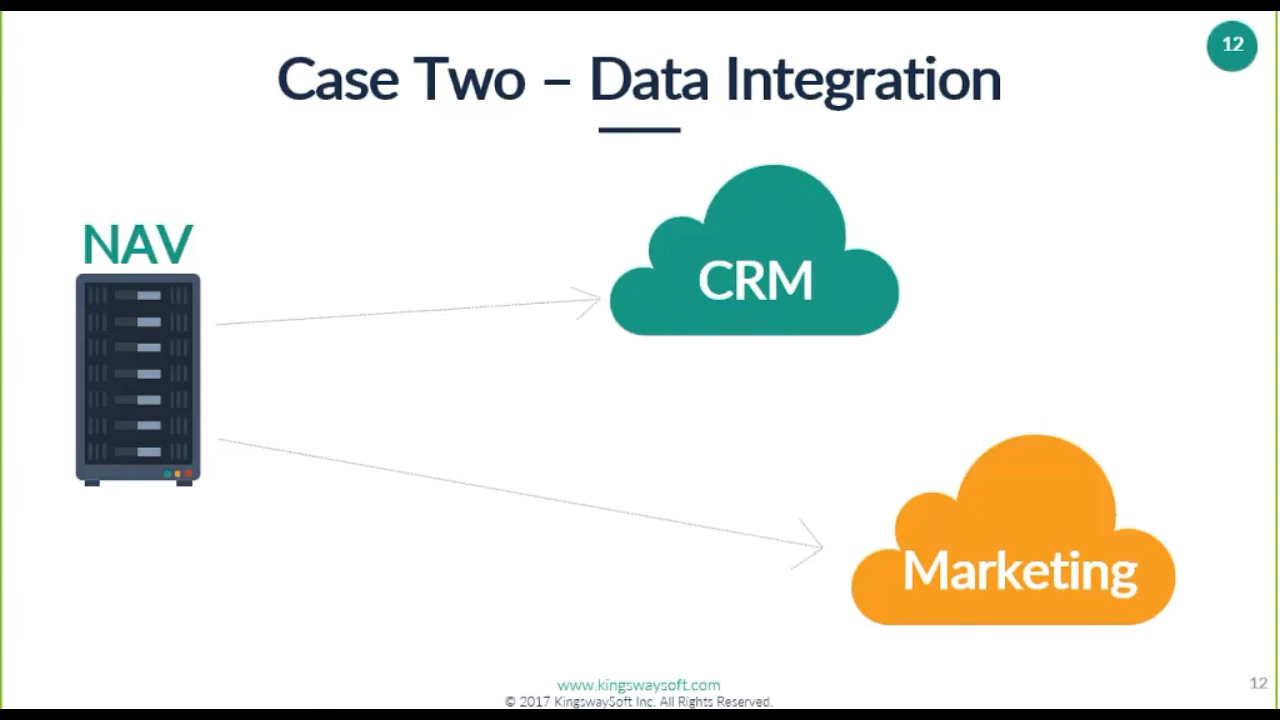 12
Case Two – Data Integration
NAV
CRM
Marketing
www.kingswaysoft.com
© 2017 KingswaySoft Inc. All Rights Reserved.
12